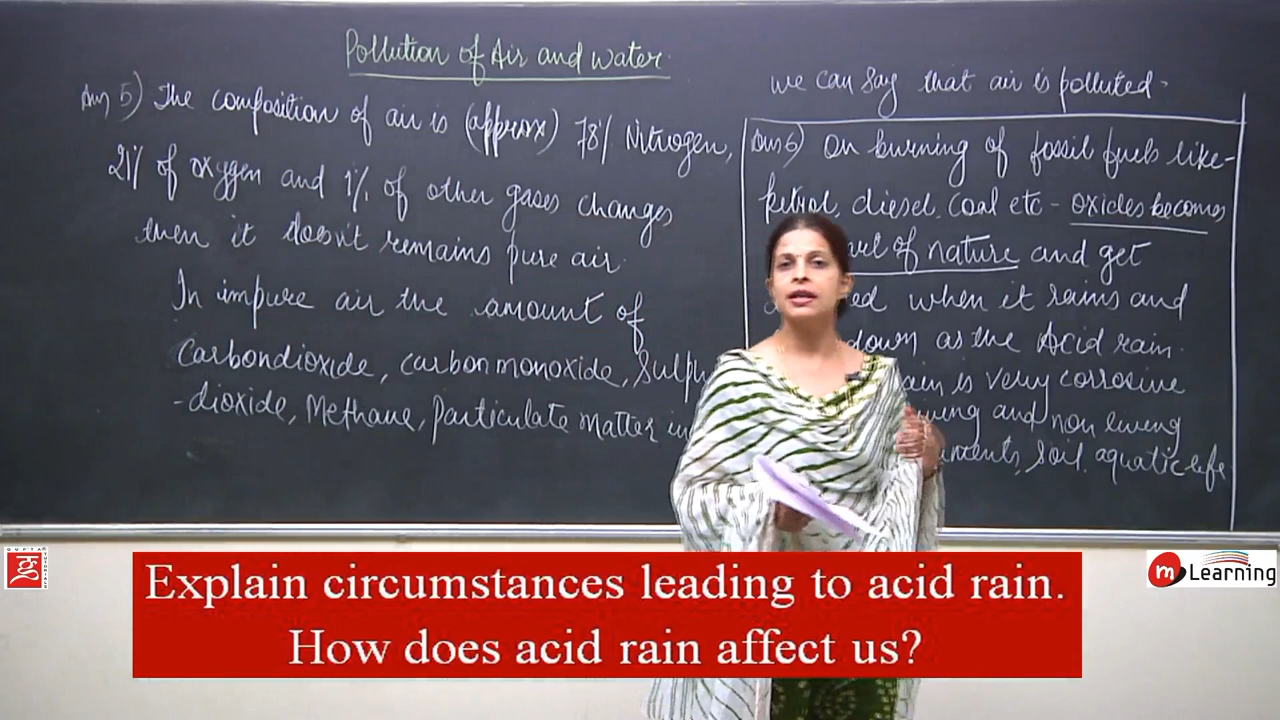 Pollution of Air and Water
Ans 5) The composition of air is (approx) 78% Nitrogen,
21% of oxygen and 1% of other gases changes
then it doesn't remains pure air.
In impure air the amount of
Carbondioxide, carbonmonoxide, Sulph
-dioxide, Methane, Particulate Matter in
we can say that air is polluted.
Ans 6) On burning of fossil fuels like-
Petrol, diesel, Coal etc - oxides becomes
of nature and get
when it rains and
down as the Acid rain.
is very corrosive
and non living
soil, aquatic life
GUPTA
TUTORIALS
m Learning
Explain circumstances leading to acid rain.
How does acid rain affect us?